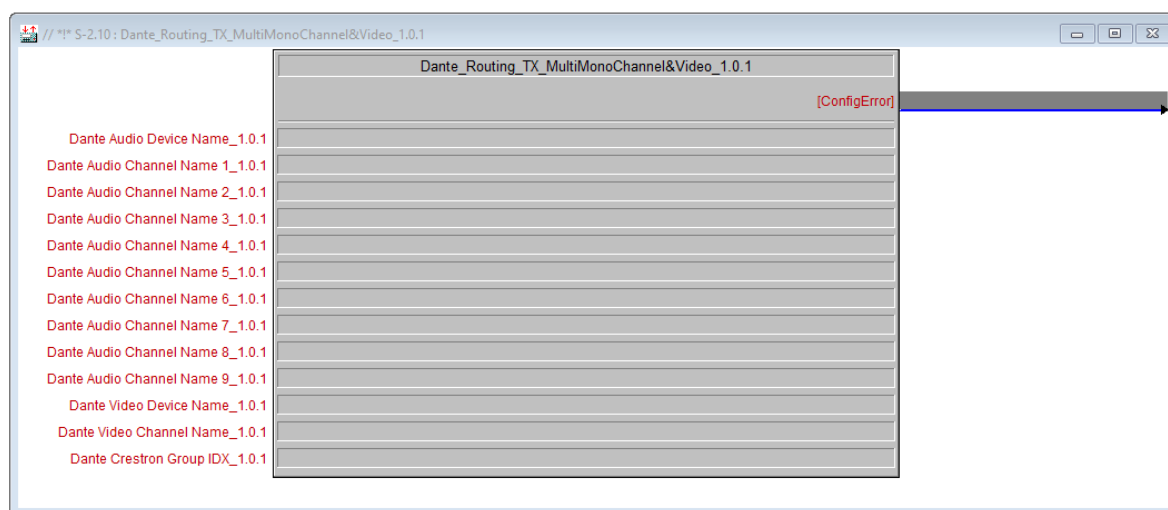 // *!* S-2.10 : Dante_Routing_TX_MultiMonoChannel&Video_1.0.1
Dante_Routing_TX_MultiMonoChannel&Video_1.0.1
[ConfigError]
Dante Audio Device Name_1.0.1
Dante Audio Channel Name 1_1.0.1
Dante Audio Channel Name 2_1.0.1
Dante Audio Channel Name 3_1.0.1
Dante Audio Channel Name 4_1.0.1
Dante Audio Channel Name 5_1.0.1
Dante Audio Channel Name 6_1.0.1
Dante Audio Channel Name 7_1.0.1
Dante Audio Channel Name 8_1.0.1
Dante Audio Channel Name 9_1.0.1
Dante Video Device Name_1.0.1
Dante Video Channel Name_1.0.1
Dante Crestron Group IDX_1.0.1